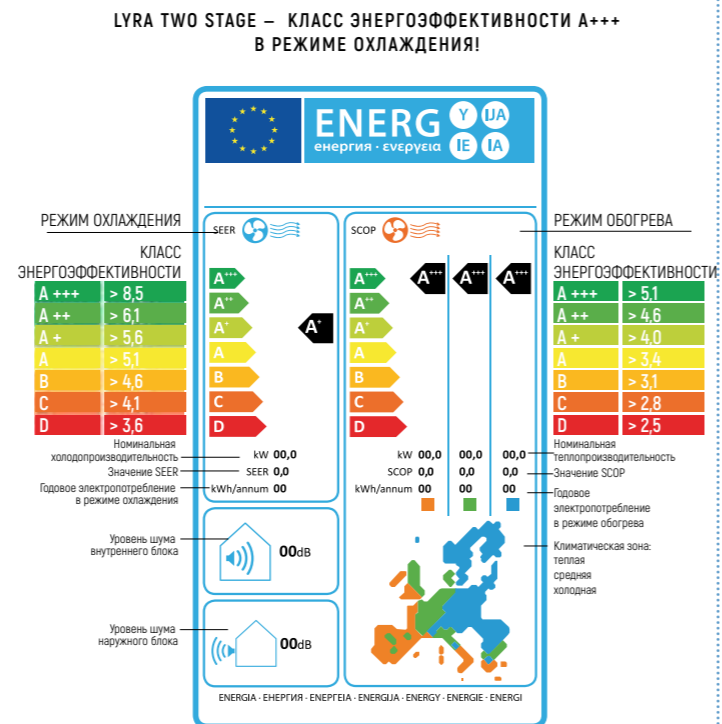 LYRA TWO STAGE – КЛАСС ЭНЕРГОЭФФЕКТИВНОСТИ А+++
В РЕЖИМЕ ОХЛАЖДЕНИЯ!
ENERG
Y IJA
IE IA
енергия · ενεργεια
РЕЖИМ ОХЛАЖДЕНИЯ
SEER
КЛАСС
ЭНЕРГОЭФФЕКТИВНОСТИ
A +++ > 8,5
A ++ > 6,1
A + > 5,6
A > 5,1
B > 4,6
C > 4,1
D > 3,6
A+++
A++
A+
A
B
C
D
A+
SCOP
A+++
A++
A+
A
B
C
D
A+++ A+++ A+++
РЕЖИМ ОБОГРЕВА
КЛАСС
ЭНЕРГОЭФФЕКТИВНОСТИ
A +++ > 5,1
A ++ > 4,6
A + > 4,0
A > 3,4
B > 3,1
C > 2,8
D > 2,5
Номинальная
холодопроизводительность
Значение SEER
Годовое электропотребление
в режиме охлаждения
kW 00,0
SEER 0,0
kWh/annum 00
kW 00,0 00,0 00,0
SCOP 0,0 0,0 0,0
kWh/annum 00 00 00
Номинальная
теплопроизводительность
Значение SCOP
Годовое
электропотребление
в режиме обогрева
Климатическая зона:
теплая
средняя
холодная
Уровень шума
внутреннего блока
00dB
Уровень шума
наружного блока
00dB
ENERGIA · ЕНЕРГИЯ · ΕΝΕΡΓΕΙΑ · ENERGIJA · ENERGY · ENERGIE · ENERGI